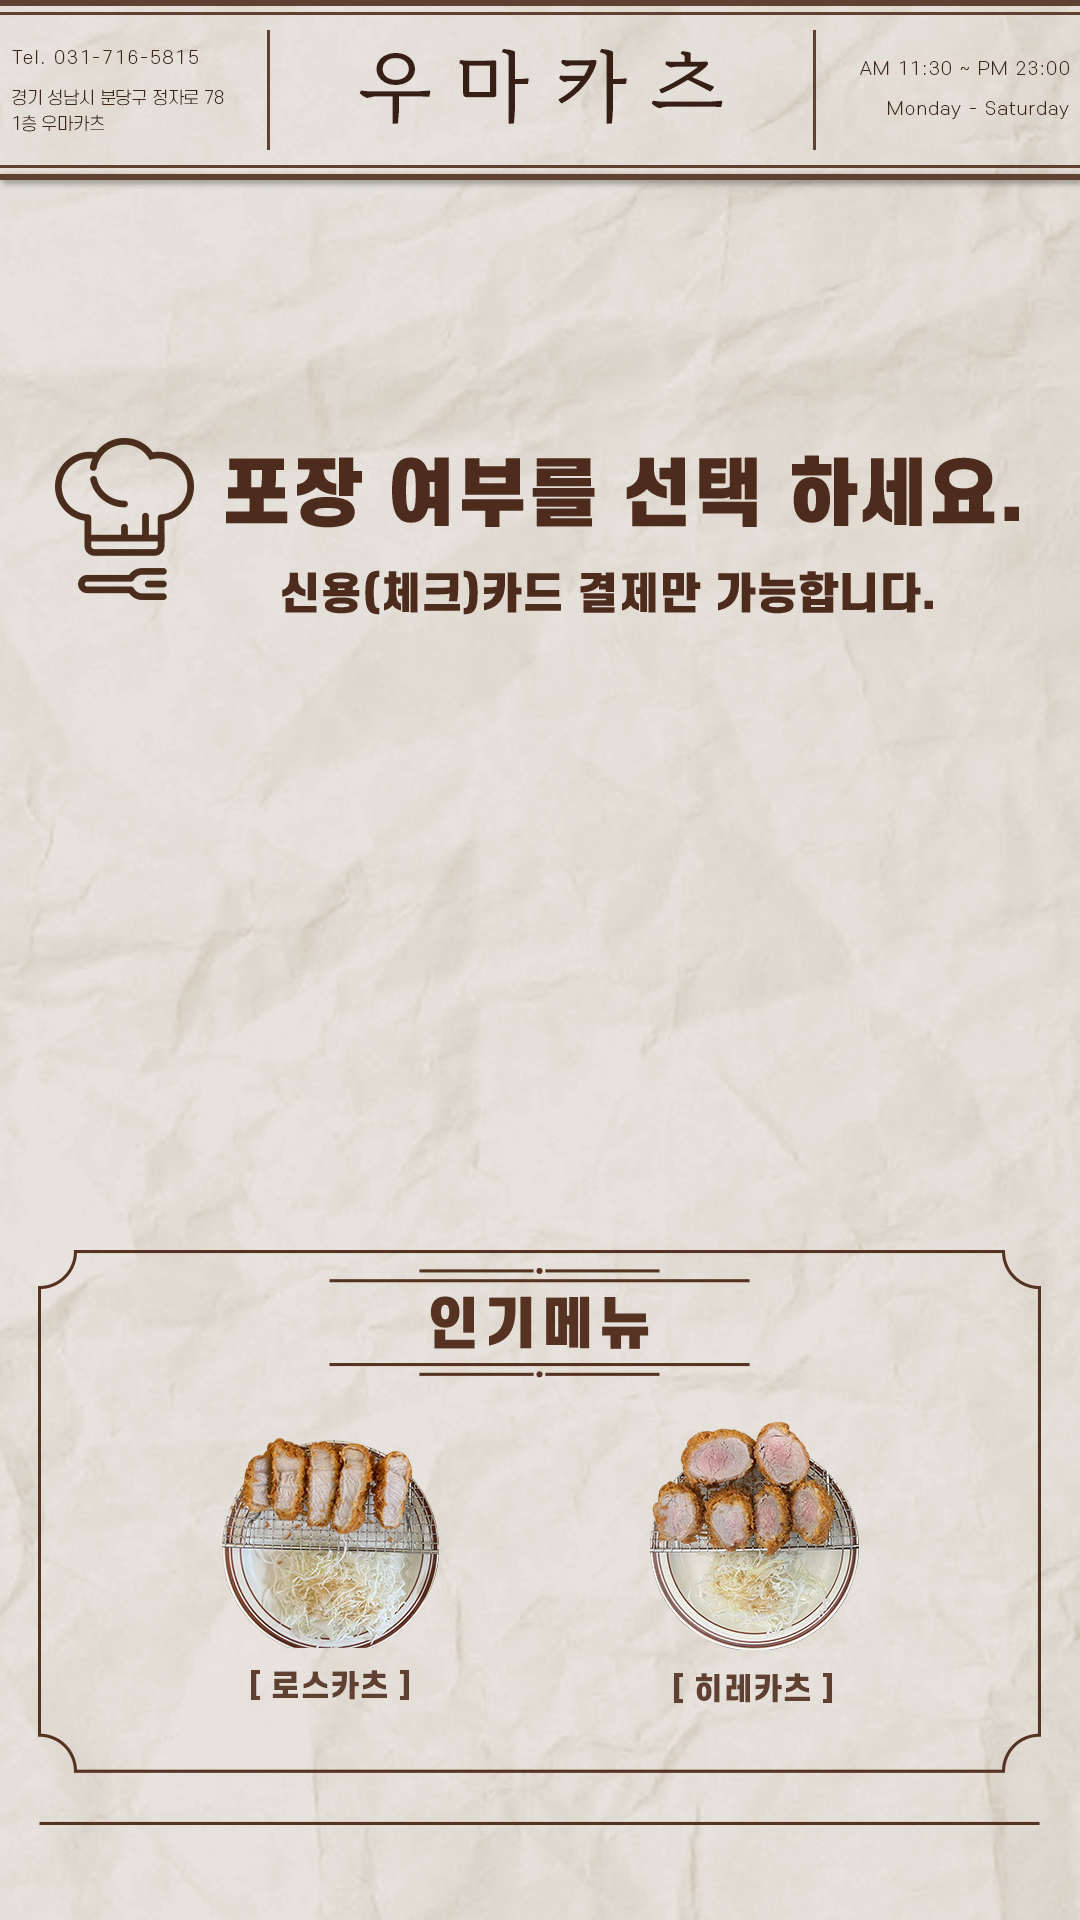 Tel. 031-716-5815
경기 성남시 분당구 정자로 78
1층 우마카츠
우마카츠
AM 11:30 ~ PM 23:00
Monday - Saturday
포장 여부를 선택 하세요.
신용(체크)카드 결제만 가능합니다.
인기메뉴
[ 로스카츠 ]
[ 히레카츠 ]